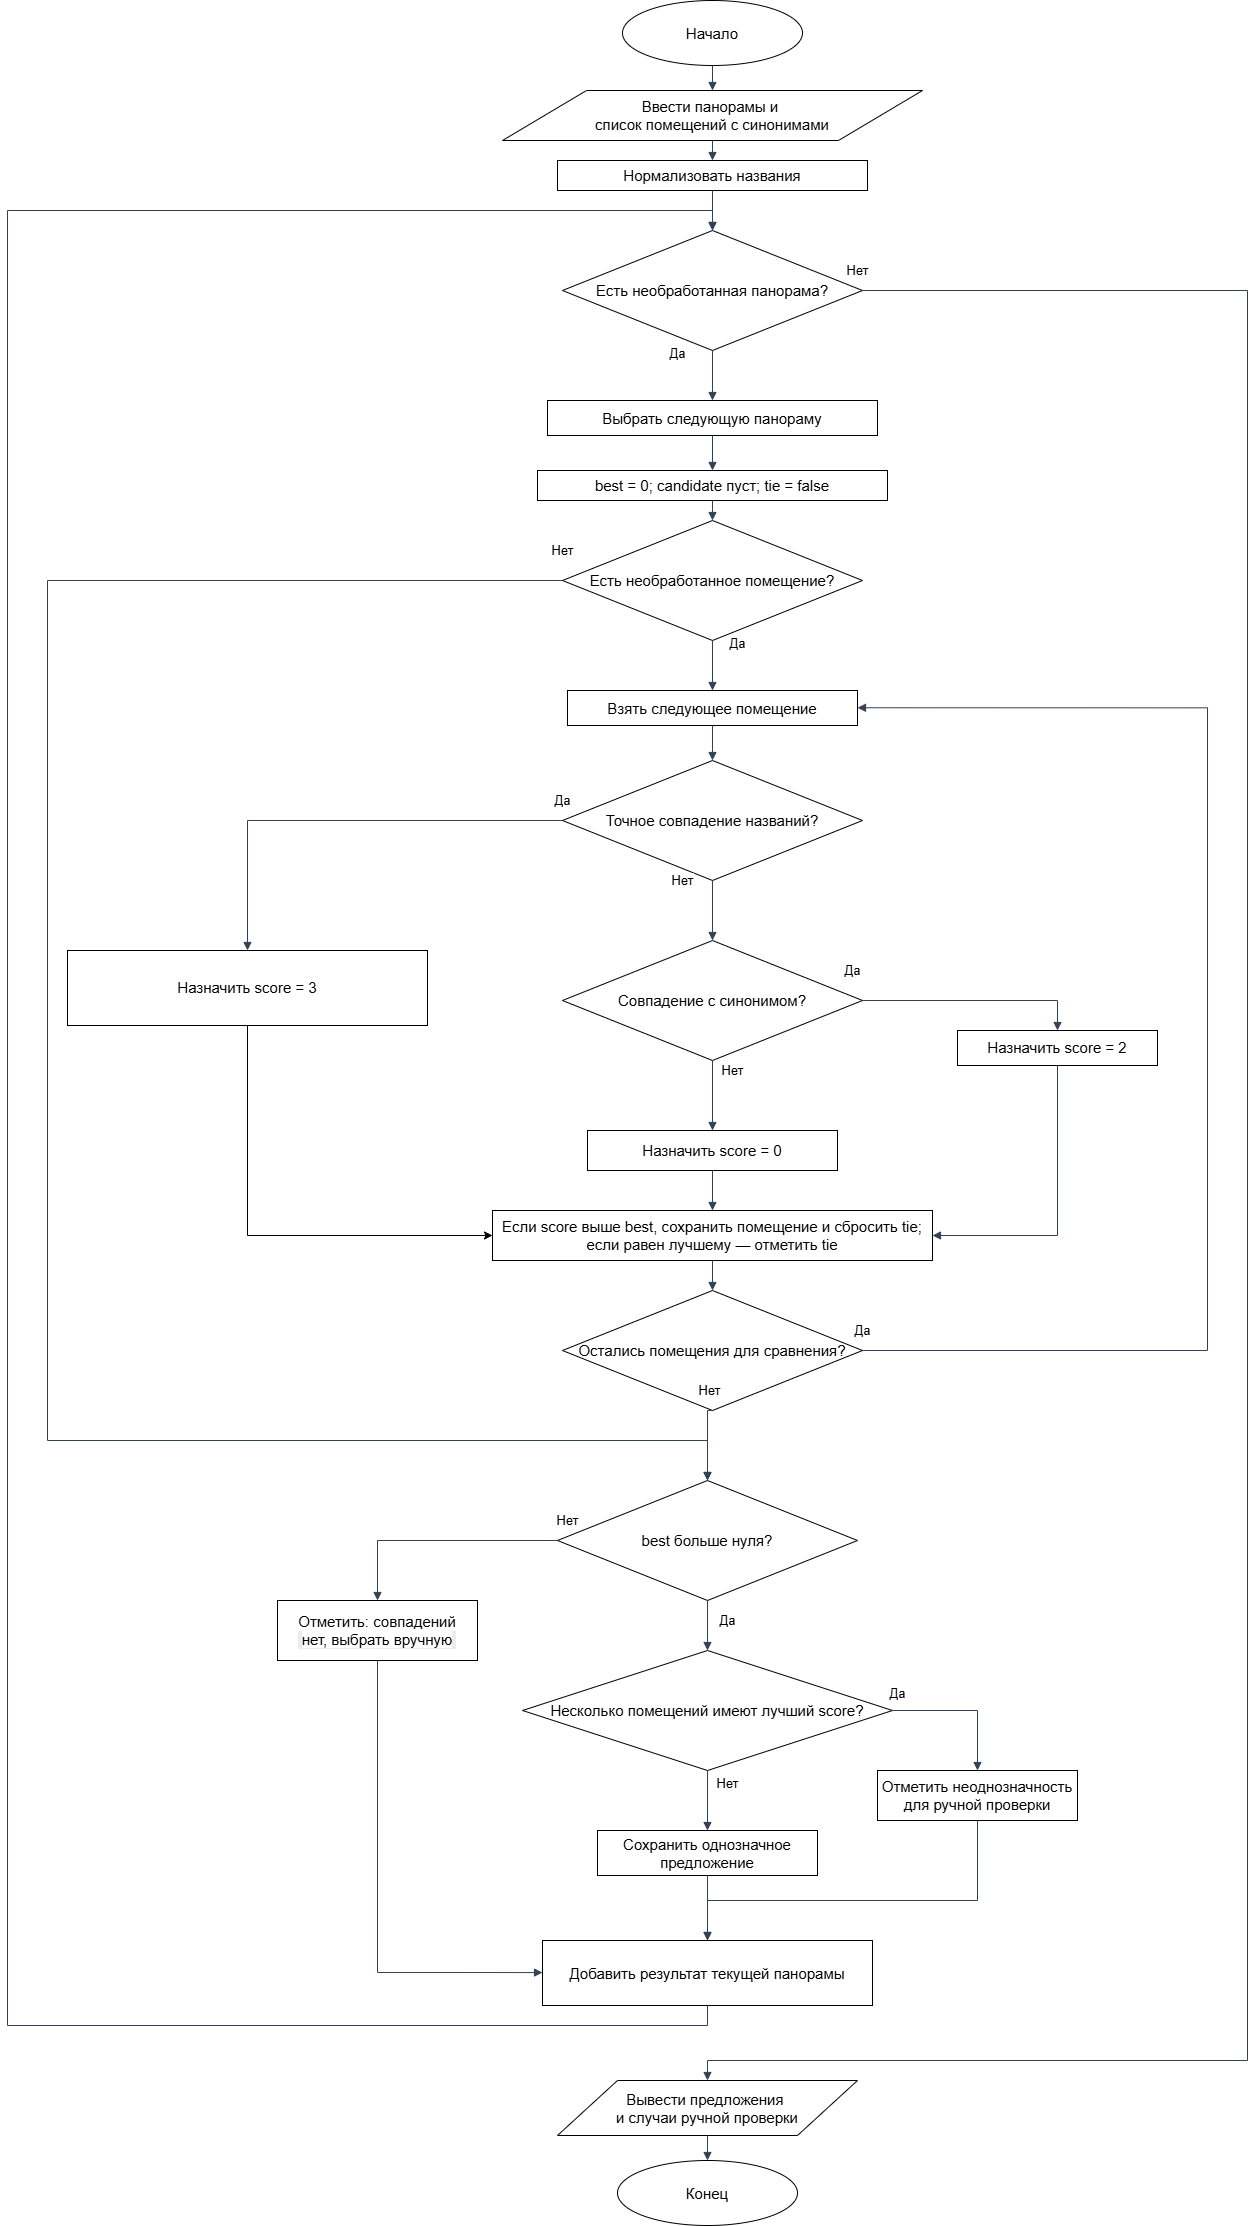 Начало
Ввести панорамы и
список помещений с синонимами
Нормализовать названия
Нет
Есть необработанная панорама?
Да
Выбрать следующую панораму
best = 0; candidate пуст; tie = false
Нет
Есть необработанное помещение?
Да
Взять следующее помещение
Да
Точное совпадение названий?
Нет
Да
Назначить score = 3
Совпадение с синонимом?
Назначить score = 2
Нет
Назначить score = 0
Если score выше best, сохранить помещение и сбросить tie;
если равен лучшему — отметить tie
Да
Остались помещения для сравнения?
Нет
Нет
best больше нуля?
Отметить: совпадений
нет, выбрать вручную
Да
Да
Несколько помещений имеют лучший score?
Нет
Отметить неоднозначность
для ручной проверки
Сохранить однозначное
предложение
Добавить результат текущей панорамы
Вывести предложения
и случаи ручной проверки
Конец